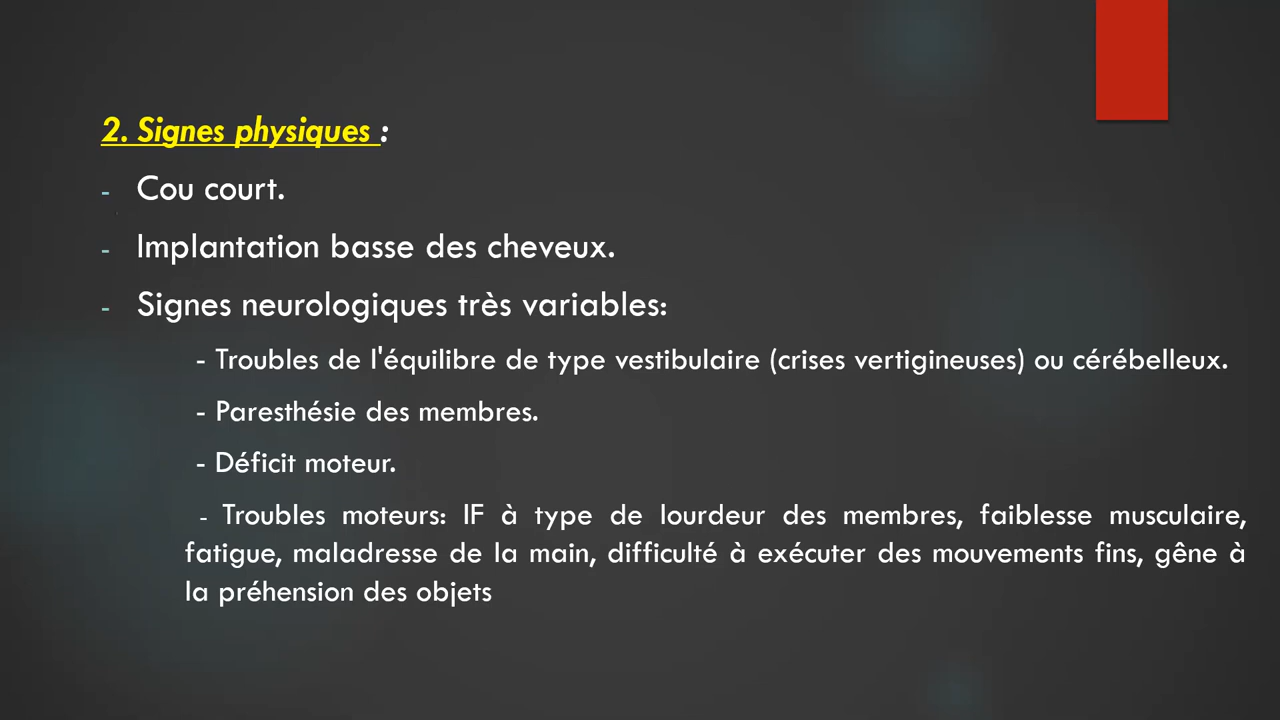 2. Signes physiques :
- Cou court.
- Implantation basse des cheveux.
- Signes neurologiques très variables:
- Troubles de l'équilibre de type vestibulaire (crises vertigineuses) ou cérébelleux.
- Paresthésie des membres.
- Déficit moteur.
- Troubles moteurs: IF à type de lourdeur des membres, faiblesse musculaire,
fatigue, maladresse de la main, difficulté à exécuter des mouvements fins, gêne à
la préhension des objets